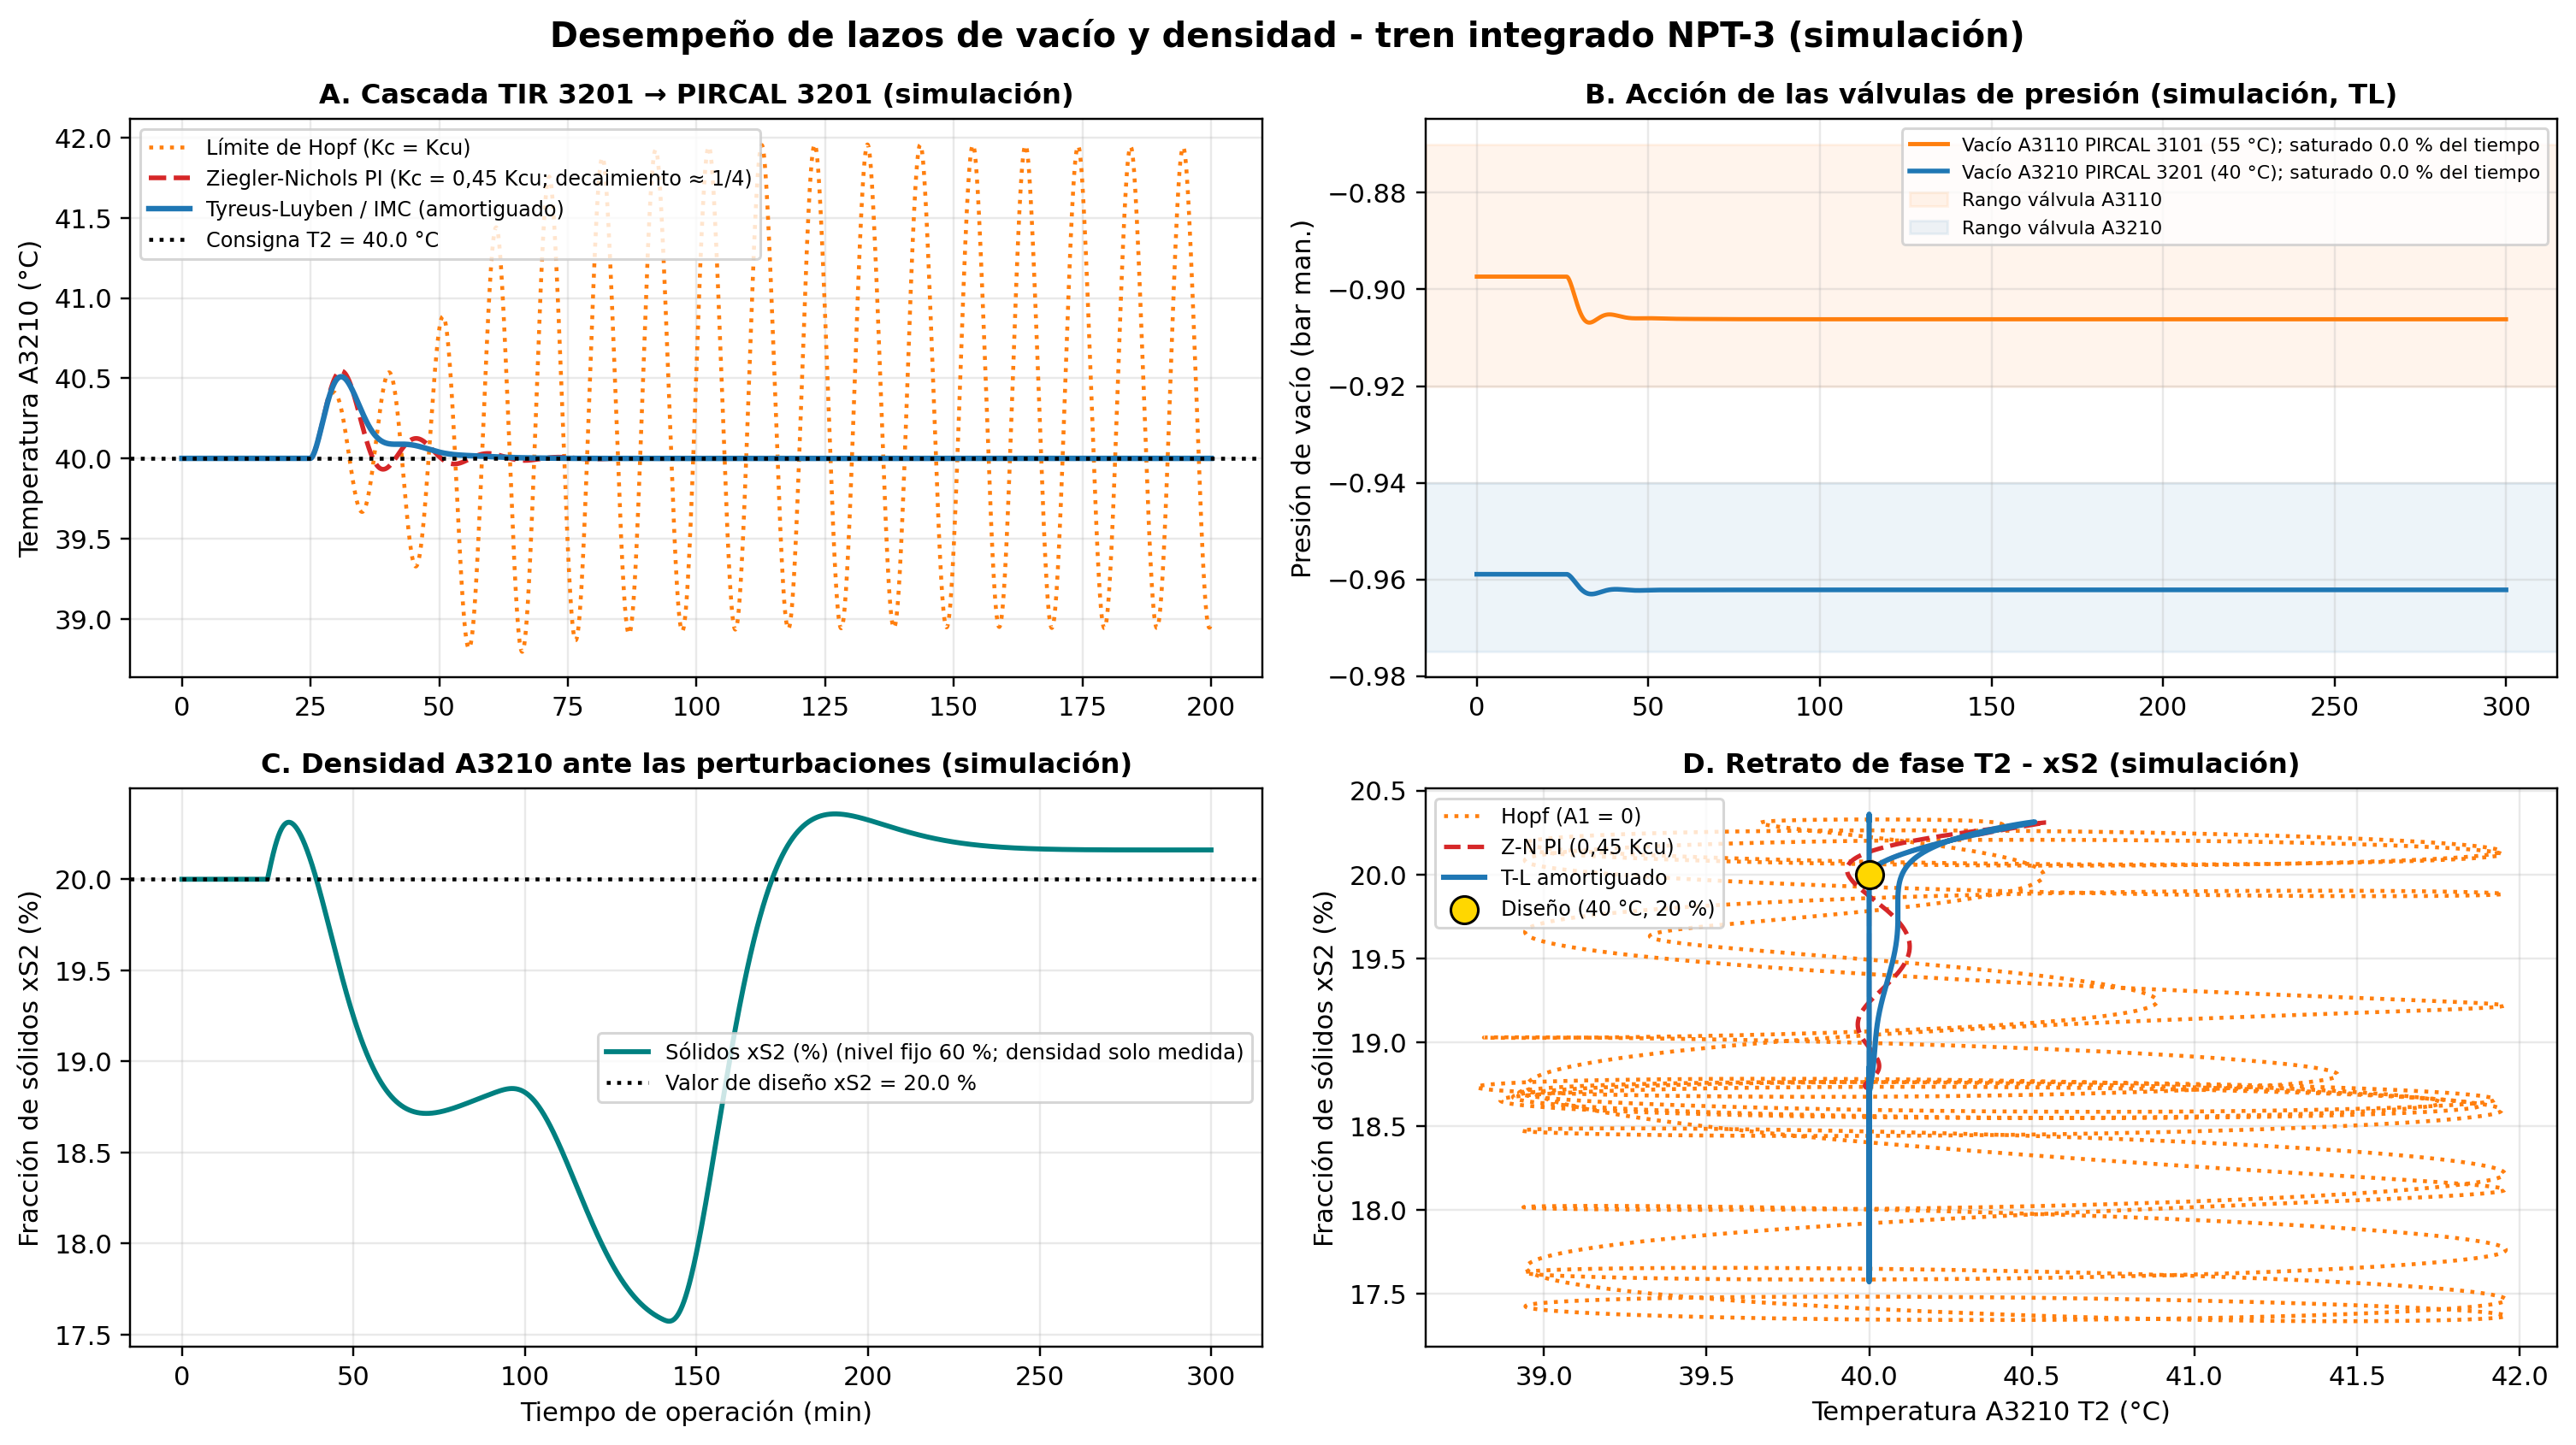 Desempeño de lazos de vacío y densidad - tren integrado NPT-3 (simulación)
A. Cascada TIR 3201 → PIRCAL 3201 (simulación)
Temperatura A3210 (°C)
42.0
41.5
41.0
40.5
40.0
39.5
39.0
Límite de Hopf (Kc = Kcu)
Ziegler-Nichols PI (Kc = 0,45 Kcu; decaimiento ≈ 1/4)
Tyreus-Luyben / IMC (amortiguado)
Consigna T2 = 40.0 °C
0 25 50 75 100 125 150 175 200
B. Acción de las válvulas de presión (simulación, TL)
Presión de vacío (bar man.)
−0.88
−0.90
−0.92
−0.94
−0.96
−0.98
Vacío A3110 PIRCAL 3101 (55 °C); saturado 0.0 % del tiempo
Vacío A3210 PIRCAL 3201 (40 °C); saturado 0.0 % del tiempo
Rango válvula A3110
Rango válvula A3210
0 50 100 150 200 250 300
C. Densidad A3210 ante las perturbaciones (simulación)
Fracción de sólidos xS2 (%)
20.0
19.5
19.0
18.5
18.0
17.5
Sólidos xS2 (%) (nivel fijo 60 %; densidad solo medida)
Valor de diseño xS2 = 20.0 %
0 50 100 150 200 250 300
Tiempo de operación (min)
D. Retrato de fase T2 - xS2 (simulación)
Fracción de sólidos xS2 (%)
20.5
20.0
19.5
19.0
18.5
18.0
17.5
Hopf (A1 = 0)
Z-N PI (0,45 Kcu)
T-L amortiguado
Diseño (40 °C, 20 %)
39.0 39.5 40.0 40.5 41.0 41.5 42.0
Temperatura A3210 T2 (°C)